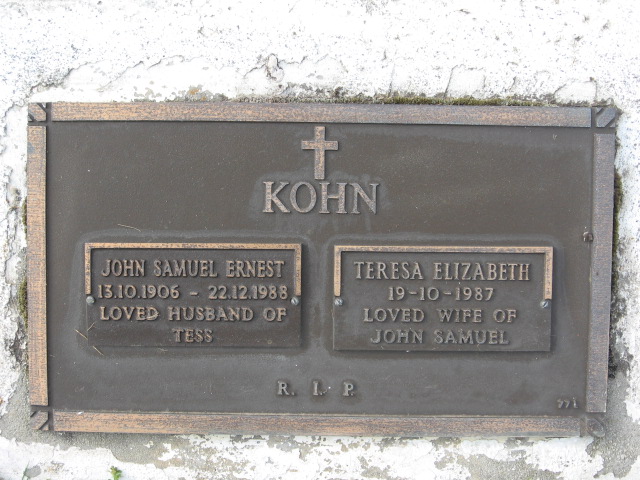 KOHN
JOHN SAMUEL ERNEST
13.10.1906 - 22.12.1988
LOVED HUSBAND OF
TESS
TERESA ELIZABETH
19-10-1987
LOVED WIFE OF
JOHN SAMUEL
R. I. P.